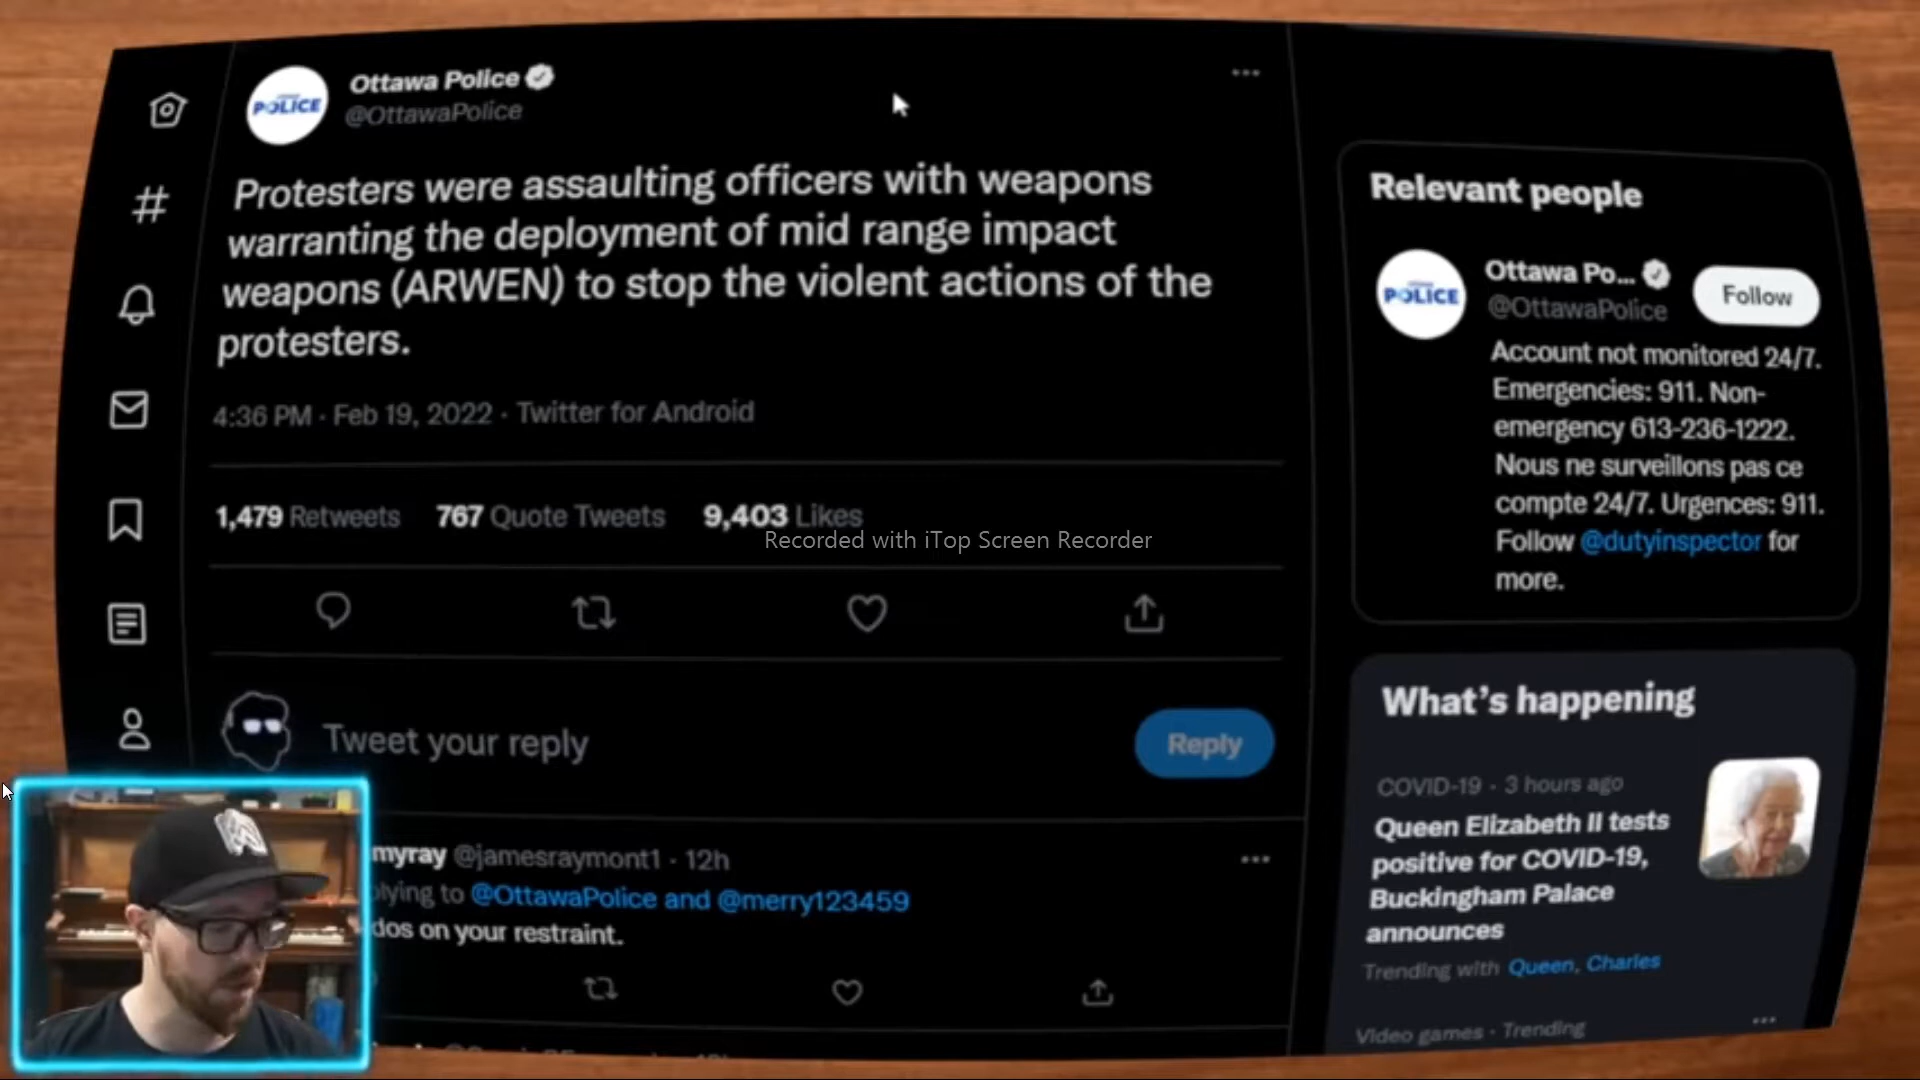 Ottawa Police
@OttawaPolice
POLICE
Protesters were assaulting officers with weapons
warranting the deployment of mid range impact
weapons (ARWEN) to stop the violent actions of the
protesters.
4:36 PM · Feb 19, 2022 · Twitter for Android
1,479 Retweets 767 Quote Tweets 9,403 Likes
Recorded with iTop Screen Recorder
Tweet your reply
Reply
myray @jamesraymont1 · 12h
lying to @OttawaPolice and @merry123459
dos on your restraint.
Relevant people
POLICE
Ottawa Po...
@OttawaPolice
Follow
Account not monitored 24/7.
Emergencies: 911. Non-
emergency 613-236-1222.
Nous ne surveillons pas ce
compte 24/7. Urgences: 911.
Follow @dutyinspector for
more.
What's happening
COVID-19 · 3 hours ago
Queen Elizabeth II tests
positive for COVID-19,
Buckingham Palace
announces
Trending with Queen, Charles
Video games · Trending